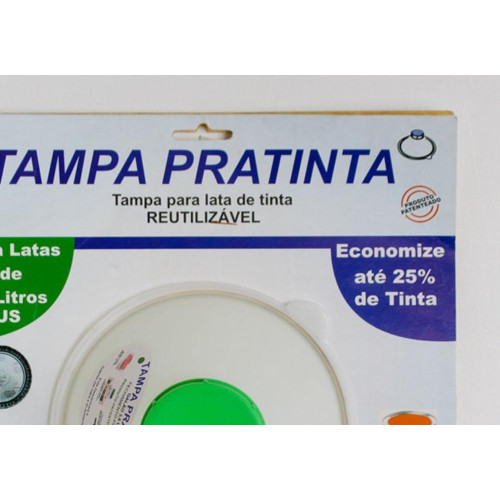 TAMPA PRATINTA
Tampa para lata de tinta
REUTILIZÁVEL
PRODUTO
PATENTEADO
Latas
de
Litros
US
Economize
até 25%
de Tinta
TAMPA PRA